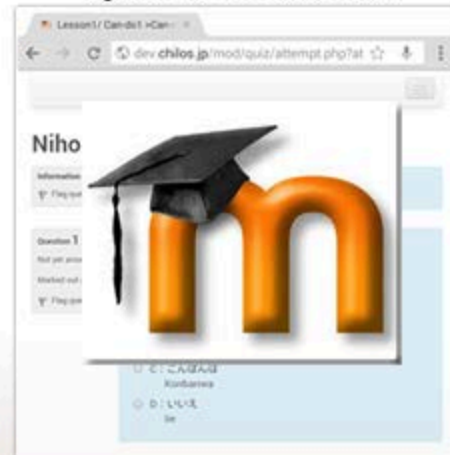 Lesson1/ Can-do1 >Can-
dev.chilos.jp/mod/quiz/attempt.php?at
Niho
Information
Flag que
Question 1
Not yet answ
Marked out
Flag que
m
c : こんばんは
Konbanwa
D : いいえ
Iie